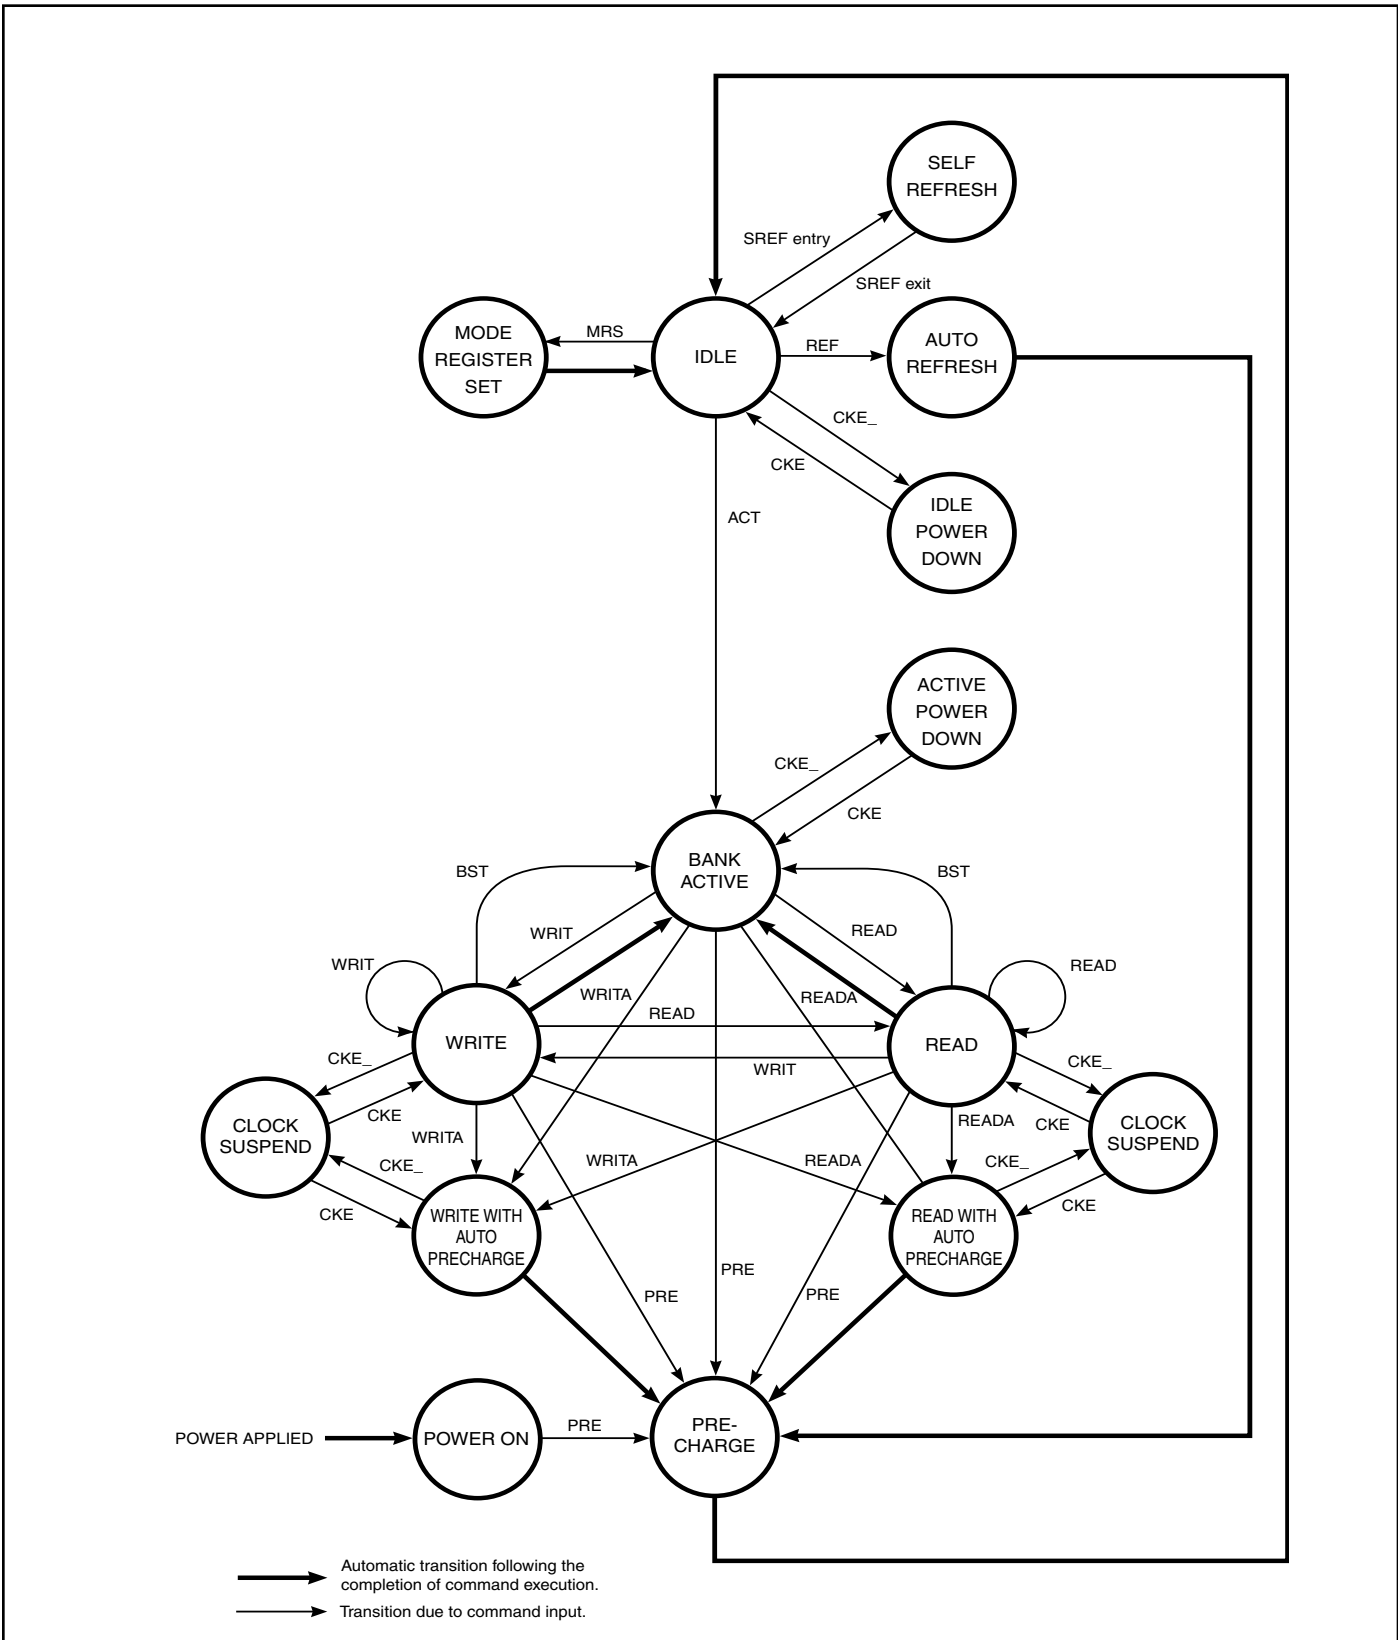 SELF
REFRESH
SREF entry
SREF exit
MODE
REGISTER
SET
MRS
IDLE
REF
AUTO
REFRESH
CKE_
CKE
IDLE
POWER
DOWN
ACT
ACTIVE
POWER
DOWN
CKE_
CKE
BANK
ACTIVE
BST
BST
WRIT
READ
WRIT
READ
WRITA
READA
READ
WRITE
READ
WRIT
CKE_
CKE_
CKE
CKE
CLOCK
SUSPEND
CLOCK
SUSPEND
WRITA
READA
CKE_
WRITA
READA
CKE_
CKE
CKE
WRITE WITH
AUTO
PRECHARGE
READ WITH
AUTO
PRECHARGE
PRE
PRE
PRE
POWER APPLIED
POWER ON
PRE
PRE-
CHARGE
Automatic transition following the
completion of command execution.
Transition due to command input.